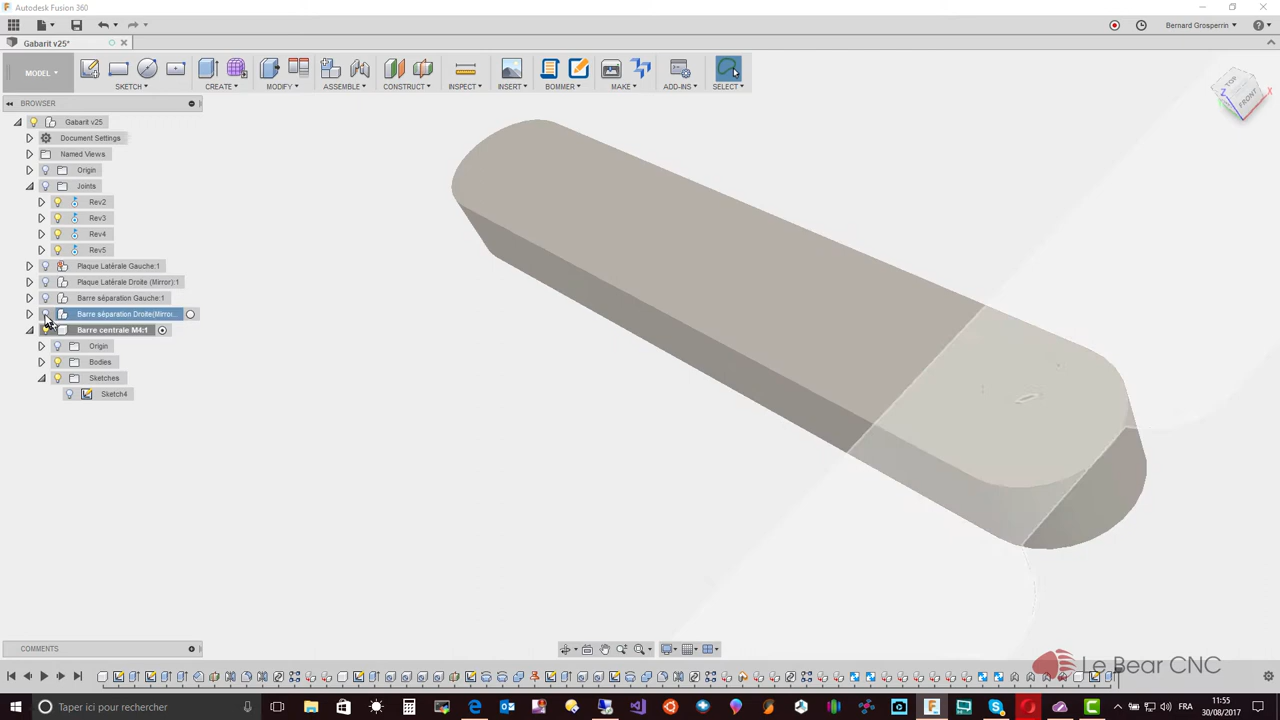 Autodesk Fusion 360
Bernard Grosperrin
Gabarit v25*
MODEL
SKETCH
CREATE
MODIFY
ASSEMBLE
CONSTRUCT
INSPECT
INSERT
BOMMER
MAKE
ADD-INS
SELECT
BROWSER
TOP
FRONT
Z
X
Gabarit v25
Document Settings
Named Views
Origin
Joints
Rev2
Rev3
Rev4
Rev5
Plaque Latérale Gauche:1
Plaque Latérale Droite (Mirror):1
Barre séparation Gauche:1
Barre séparation Droite(Mirro...
Barre centrale M4:1
Origin
Bodies
Sketches
Sketch4
COMMENTS
Le Bear CNC
Taper ici pour rechercher
FRA
11:55
30/08/2017